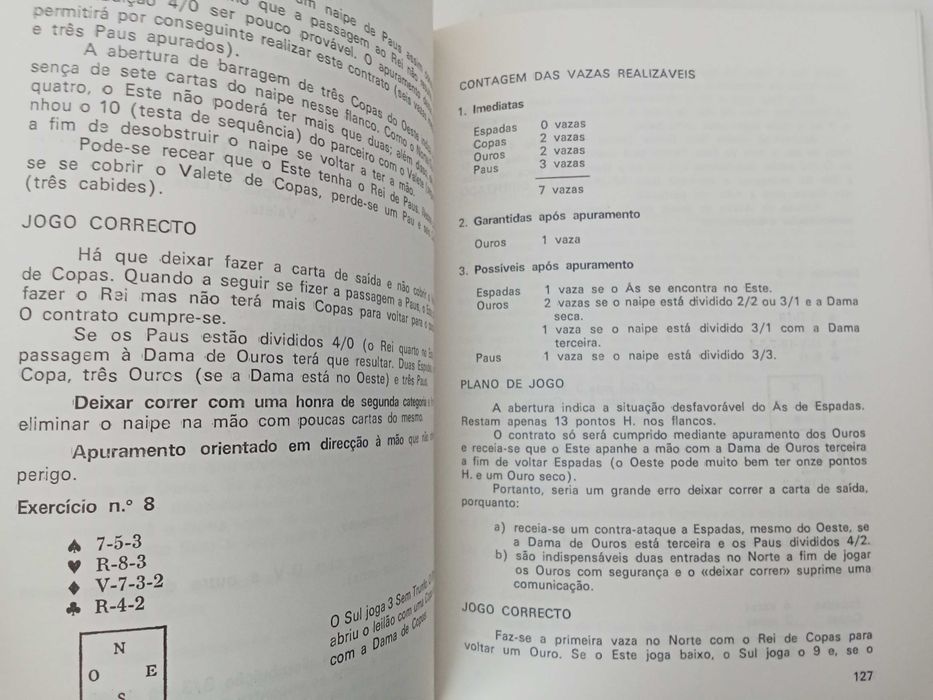 um naipe de Paus assim
4/0 ser pouco que a passagem ao Rei não
permitirá por conseguinte realizar este contrato (seis vazas
e três Paus apurados).
A abertura de barragem de três Copas do Oeste
sença de sete cartas do naipe nesse flanco. Como o Norte
quatro, o Este não poderá ter mais que duas; além disso,
nhou o 10 (testa de sequência) do parceiro com o Valete
a fim de desobstruir o naipe se voltar a ter a mão.
Pode-se recear que o Este tenha o Rei de Paus.
se se cobrir o Valete de Copas, perde-se um Pau e
(três cabides).
JOGO CORRECTO
Há que deixar fazer a carta de saída e não cobrir o
de Copas. Quando a seguir se fizer a passagem a Paus, o
fazer o Rei mas não terá mais Copas para voltar para o
O contrato cumpre-se.
Se os Paus estão divididos 4/0 (o Rei quarto no
passagem à Dama de Ouros terá que resultar. Duas
Copa, três Ouros (se a Dama está no Oeste) e três Paus.
Deixar correr com uma honra de segunda categoria e
eliminar o naipe na mão com poucas cartas do mesmo.
Apuramento orientado em direcção à mão que não
perigo.
Exercício n.° 8
♠ 7-5-3
♥ R-8-3
♦ V-7-3-2
♣ R-4-2
N
O E
S
O Sul joga 3 Sem Trunfo.
abriu o leilão com uma
com a Dama de Copas
CONTAGEM DAS VAZAS REALIZÁVEIS
1. Imediatas
Espadas 0 vazas
Copas 2 vazas
Ouros 2 vazas
Paus 3 vazas
7 vazas
2. Garantidas após apuramento
Ouros 1 vaza
3. Possíveis após apuramento
Espadas 1 vaza se o Ás se encontra no Este.
Ouros 2 vazas se o naipe está dividido 2/2 ou 3/1 e a Dama
seca.
1 vaza se o naipe está dividido 3/1 com a Dama
terceira.
Paus 1 vaza se o naipe está dividido 3/3.
PLANO DE JOGO
A abertura indica a situação desfavorável do Ás de Espadas.
Restam apenas 13 pontos H. nos flancos.
O contrato só será cumprido mediante apuramento dos Ouros
e receia-se que o Este apanhe a mão com a Dama de Ouros terceira
a fim de voltar Espadas (o Oeste pode muito bem ter onze pontos
H. e um Ouro seco).
Portanto, seria um grande erro deixar correr a carta de saída,
porquanto:
a) receia-se um contra-ataque a Espadas, mesmo do Oeste, se
a Dama de Ouros está terceira e os Paus divididos 4/2.
b) são indispensáveis duas entradas no Norte a fim de jogar
os Ouros com segurança e o «deixar correr» suprime uma
comunicação.
JOGO CORRECTO
Faz-se a primeira vaza no Norte com o Rei de Copas para
voltar um Ouro. Se o Este joga baixo, o Sul joga o 9 e, se o
127